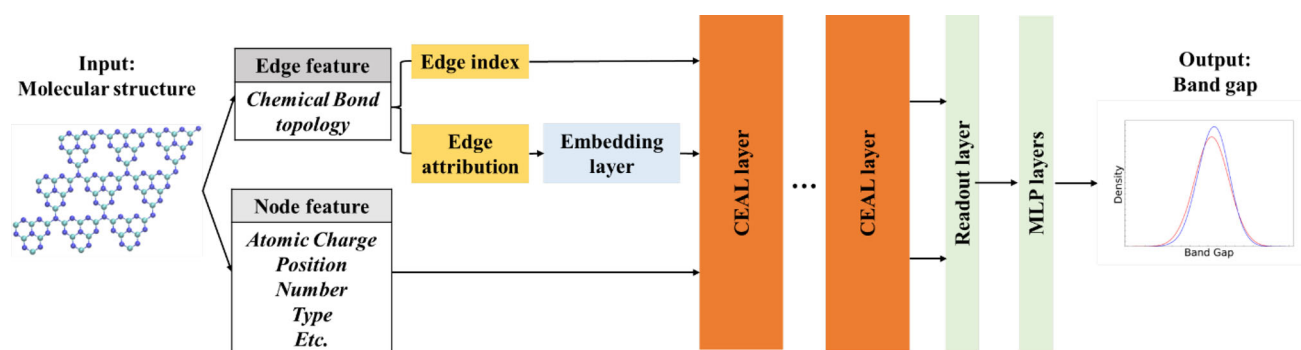 Input:
Molecular structure
Edge feature
Chemical Bond
topology
Node feature
Atomic Charge
Position
Number
Type
Etc.
Edge index
Edge
attribution
Embedding
layer
CEAL layer
...
CEAL layer
Readout layer
MLP layers
Output:
Band gap
Density
Band Gap